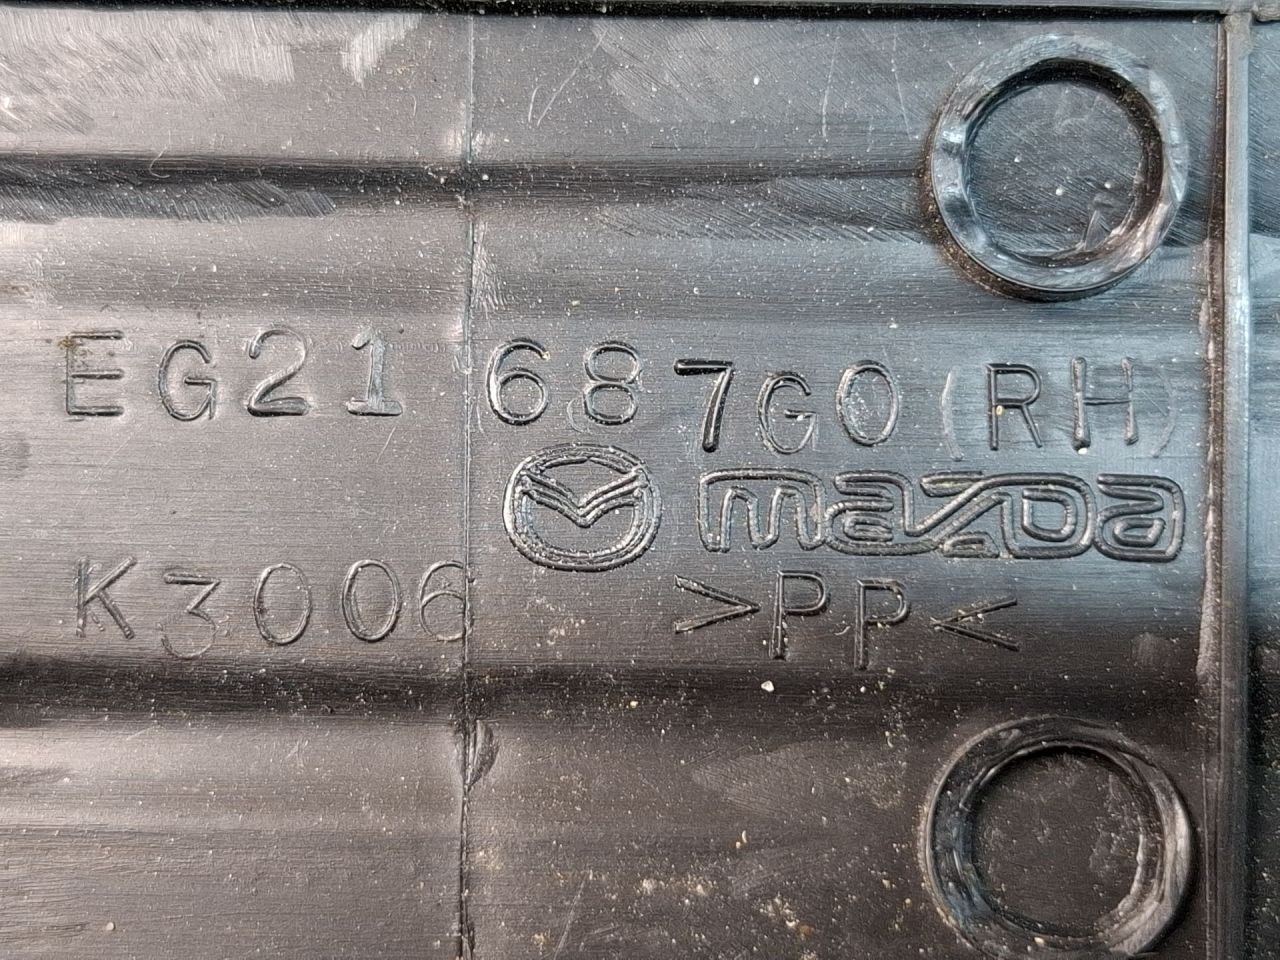 EG21 687G0(RH)
mazda
K3006 >PP<